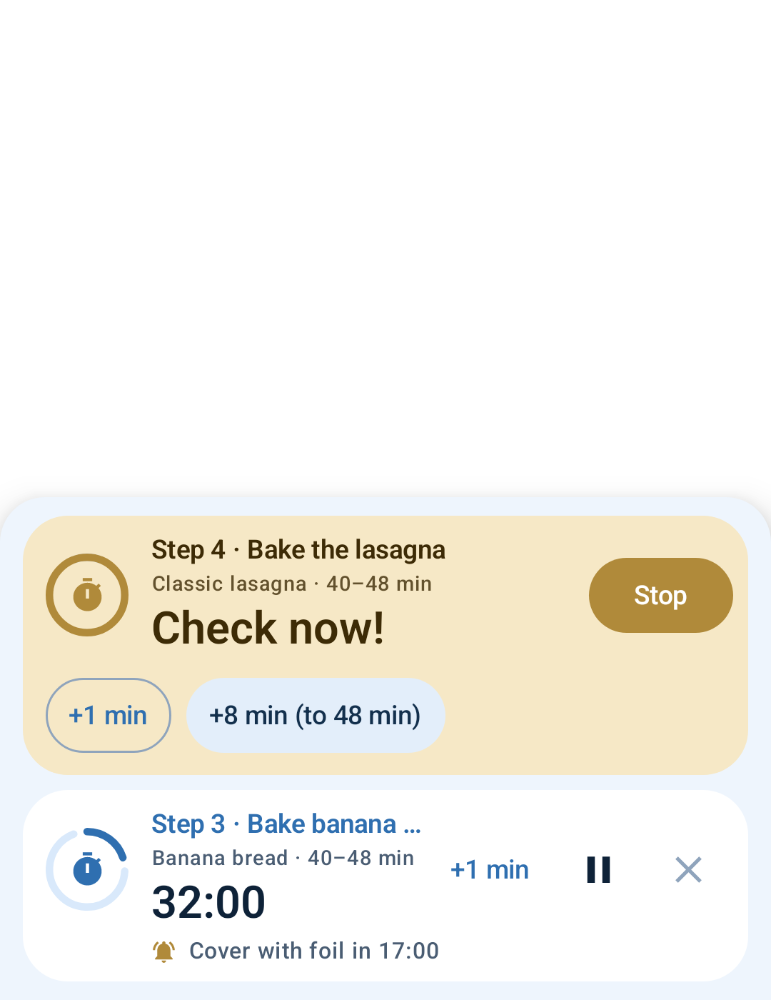 Step 4 · Bake the lasagna
Classic lasagna · 40–48 min
Check now!
Stop
+1 min
+8 min (to 48 min)
Step 3 · Bake banana ...
Banana bread · 40–48 min
32:00
+1 min
Cover with foil in 17:00